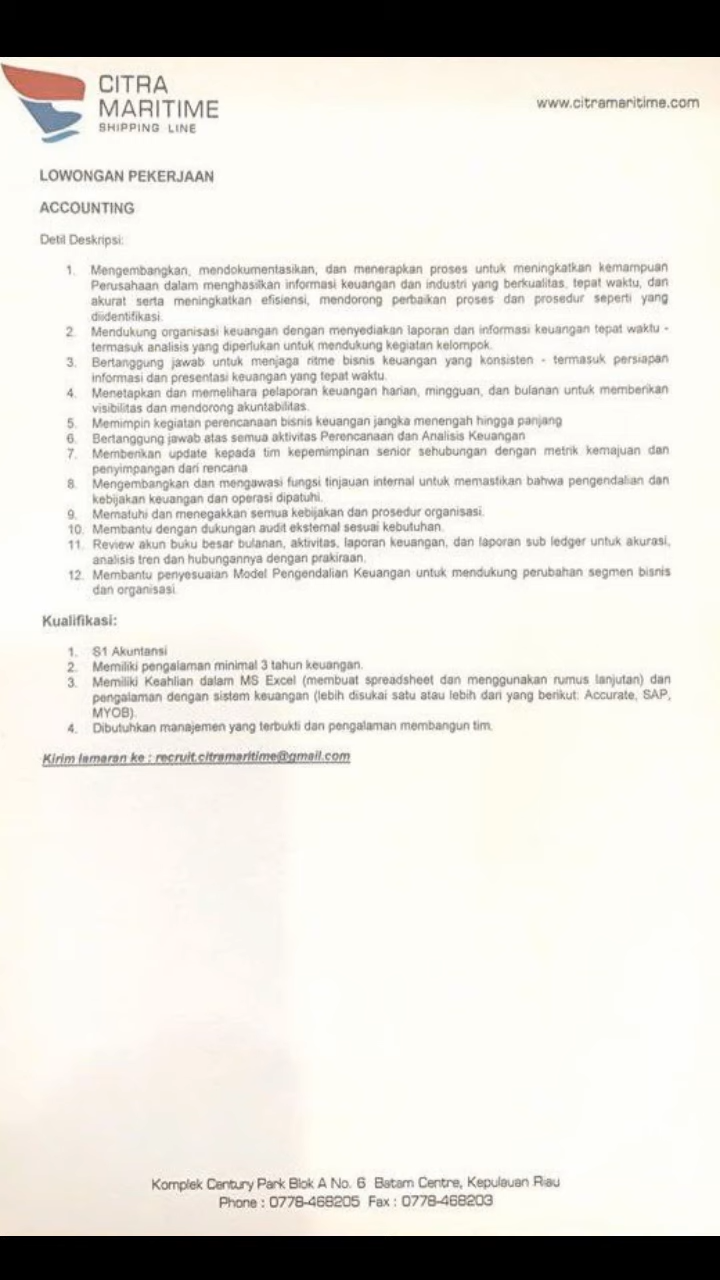 CITRA
MARITIME
SHIPPING LINE
www.citramaritime.com
LOWONGAN PEKERJAAN
ACCOUNTING
Detil Deskripsi:
1. Mengembangkan, mendokumentasikan, dan menerapkan proses untuk meningkatkan kemampuan
Perusahaan dalam menghasilkan informasi keuangan dan industri yang berkualitas, tepat waktu, dan
akurat serta meningkatkan efisiensi, mendorong perbaikan proses dan prosedur seperti yang
diidentifikasi.
2. Mendukung organisasi keuangan dengan menyediakan laporan dan informasi keuangan tepat waktu -
termasuk analisis yang diperlukan untuk mendukung kegiatan kelompok.
3. Bertanggung jawab untuk menjaga ritme bisnis keuangan yang konsisten - termasuk persiapan
informasi dan presentasi keuangan yang tepat waktu.
4. Menetapkan dan memelihara pelaporan keuangan harian, mingguan, dan bulanan untuk memberikan
visibilitas dan mendorong akuntabilitas.
5. Memimpin kegiatan perencanaan bisnis keuangan jangka menengah hingga panjang
6. Bertanggung jawab atas semua aktivitas Perencanaan dan Analisis Keuangan
7. Memberikan update kepada tim kepemimpinan senior sehubungan dengan metrik kemajuan dan
penyimpangan dari rencana
8. Mengembangkan dan mengawasi fungsi tinjauan internal untuk memastikan bahwa pengendalian dan
kebijakan keuangan dan operasi dipatuhi.
9. Mematuhi dan menegakkan semua kebijakan dan prosedur organisasi.
10. Membantu dengan dukungan audit eksternal sesuai kebutuhan.
11. Review akun buku besar bulanan, aktivitas, laporan keuangan, dan laporan sub ledger untuk akurasi,
analisis tren dan hubungannya dengan prakiraan.
12. Membantu penyesuaian Model Pengendalian Keuangan untuk mendukung perubahan segmen bisnis
dan organisasi.
Kualifikasi:
1. S1 Akuntansi
2. Memiliki pengalaman minimal 3 tahun keuangan.
3. Memiliki Keahlian dalam MS Excel (membuat spreadsheet dan menggunakan rumus lanjutan) dan
pengalaman dengan sistem keuangan (lebih disukai satu atau lebih dari yang berikut: Accurate, SAP,
MYOB).
4. Dibutuhkan manajemen yang terbukti dan pengalaman membangun tim.
Kirim lamaran ke : recruit.citramaritime@gmail.com
Komplek Century Park Blok A No. 6 Batam Centre, Kepulauan Riau
Phone : 0778-468205 Fax : 0778-468203